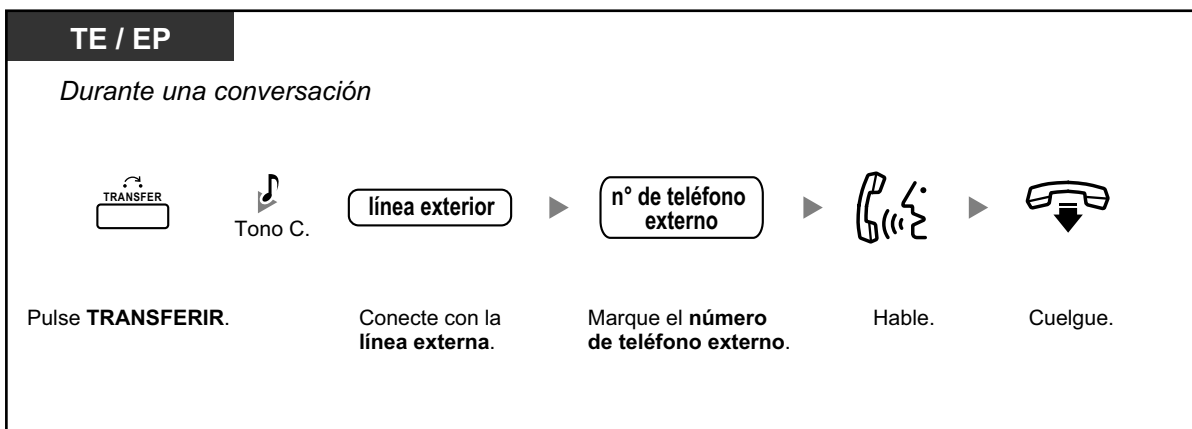 TE / EP
Durante una conversación
TRANSFER
Tono C.
línea exterior
n° de teléfono
externo
Pulse TRANSFERIR.
Conecte con la
línea externa.
Marque el número
de teléfono externo.
Hable.
Cuelgue.